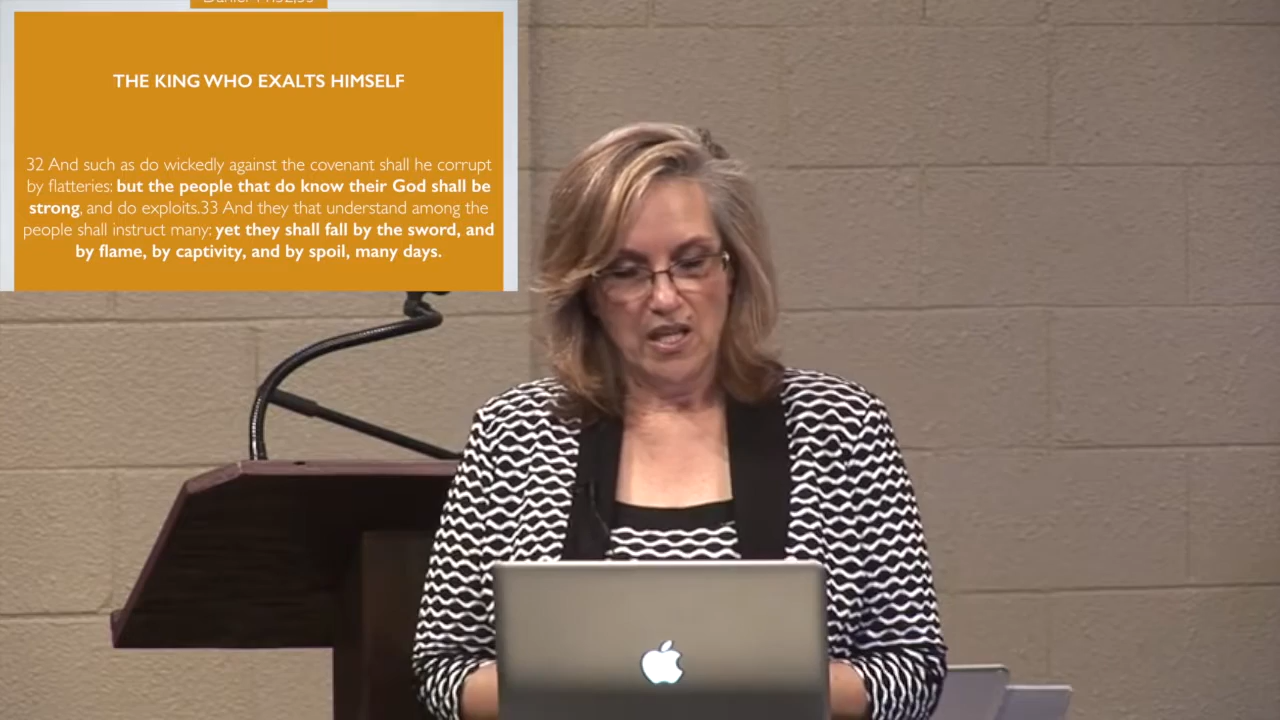 THE KING WHO EXALTS HIMSELF
32 And such as do wickedly against the covenant shall he corrupt
by flatteries: but the people that do know their God shall be
strong, and do exploits.33 And they that understand among the
people shall instruct many: yet they shall fall by the sword, and
by flame, by captivity, and by spoil, many days.